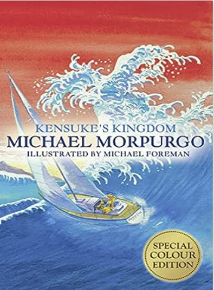 KENSUKE'S KINGDOM
MICHAEL MORPURGO
ILLUSTRATED BY MICHAEL FOREMAN
SPECIAL
COLOUR
EDITION